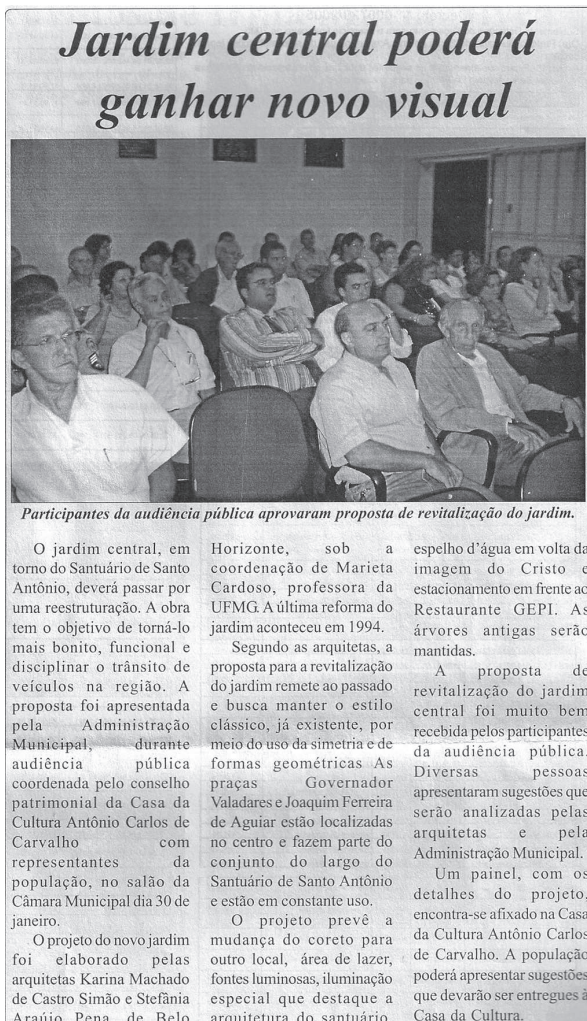 Jardim central poderá
ganhar novo visual
Participantes da audiência pública aprovaram proposta de revitalização do jardim.
O jardim central, em
torno do Santuário de Santo
Antônio, deverá passar por
uma reestruturação. A obra
tem o objetivo de torná-lo
mais bonito, funcional e
disciplinar o trânsito de
veículos na região. A
proposta foi apresentada
pela Administração
Municipal, durante
audiência pública
coordenada pelo conselho
patrimonial da Casa da
Cultura Antônio Carlos de
Carvalho com
representantes da
população, no salão da
Câmara Municipal dia 30 de
janeiro.
O projeto do novo jardim
foi elaborado pelas
arquitetas Karina Machado
de Castro Simão e Stefânia
Araújo Pena, de Belo
Horizonte, sob a
coordenação de Marieta
Cardoso, professora da
UFMG. A última reforma do
jardim aconteceu em 1994.
Segundo as arquitetas, a
proposta para a revitalização
do jardim remete ao passado
e busca manter o estilo
clássico, já existente, por
meio do uso da simetria e de
formas geométricas As
praças Governador
Valadares e Joaquim Ferreira
de Aguiar estão localizadas
no centro e fazem parte do
conjunto do largo do
Santuário de Santo Antônio
e estão em constante uso.
O projeto prevê a
mudança do coreto para
outro local, área de lazer,
fontes luminosas, iluminação
especial que destaque a
arquitetura do santuário,
espelho d'água em volta da
imagem do Cristo e
estacionamento em frente ao
Restaurante GEPI. As
árvores antigas serão
mantidas.
A proposta de
revitalização do jardim
central foi muito bem
recebida pelos participantes
da audiência pública.
Diversas pessoas
apresentaram sugestões que
serão analizadas pelas
arquitetas e pela
Administração Municipal.
Um painel, com os
detalhes do projeto,
encontra-se afixado na Casa
da Cultura Antônio Carlos
de Carvalho. A população
poderá apresentar sugestões
que devarão ser entregues à
Casa da Cultura.